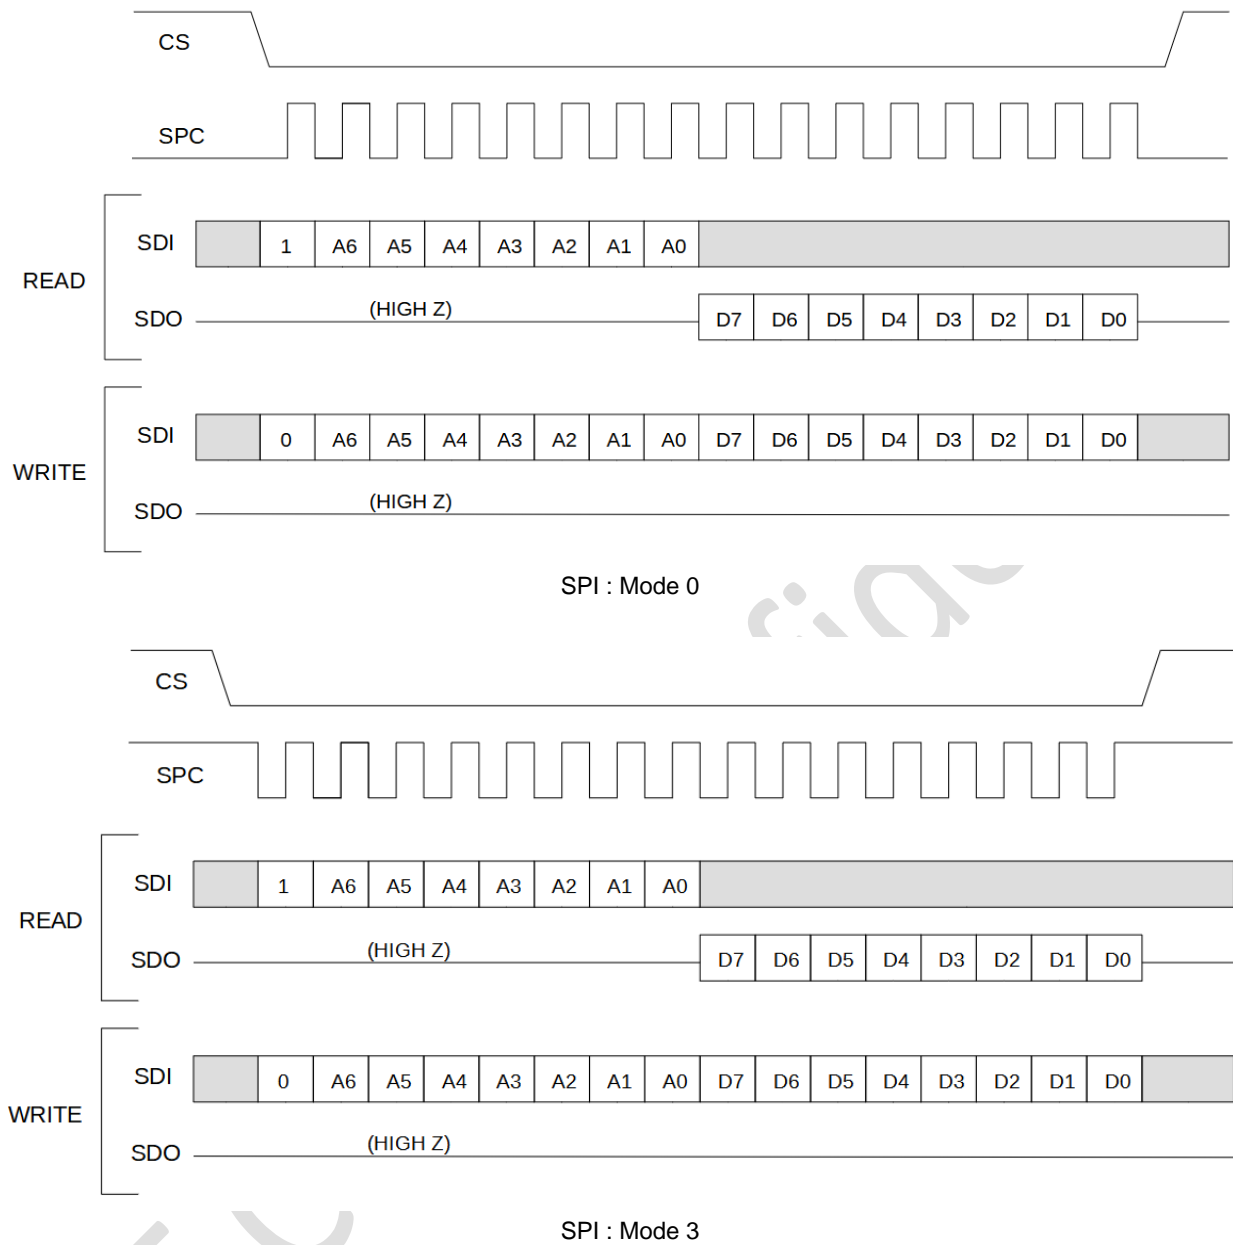 CS
SPC
READ
SDI 1 A6 A5 A4 A3 A2 A1 A0
(HIGH Z)
SDO D7 D6 D5 D4 D3 D2 D1 D0
WRITE
SDI 0 A6 A5 A4 A3 A2 A1 A0 D7 D6 D5 D4 D3 D2 D1 D0
(HIGH Z)
SDO
SPI : Mode 0
CS
SPC
READ
SDI 1 A6 A5 A4 A3 A2 A1 A0
(HIGH Z)
SDO D7 D6 D5 D4 D3 D2 D1 D0
WRITE
SDI 0 A6 A5 A4 A3 A2 A1 A0 D7 D6 D5 D4 D3 D2 D1 D0
(HIGH Z)
SDO
SPI : Mode 3